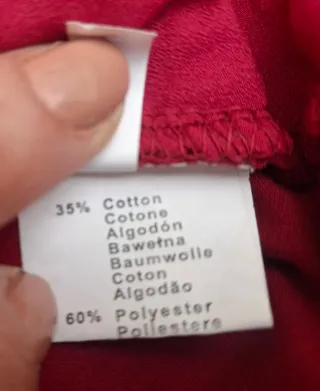 35% Cotton
Cotone
Algodón
Bawełna
Baumwolle
Coton
Algodão
60% Polyester
Poliestere